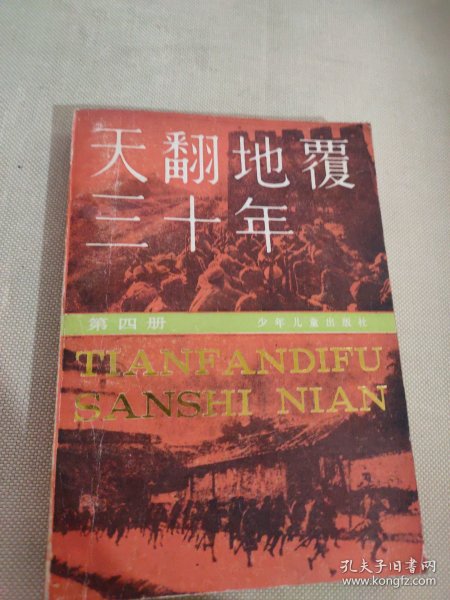 天翻地覆
三十年
第四册
少年儿童出版社
TIANFANDIFU
SANSHI NIAN
孔夫子旧书网
www.kongfz.com